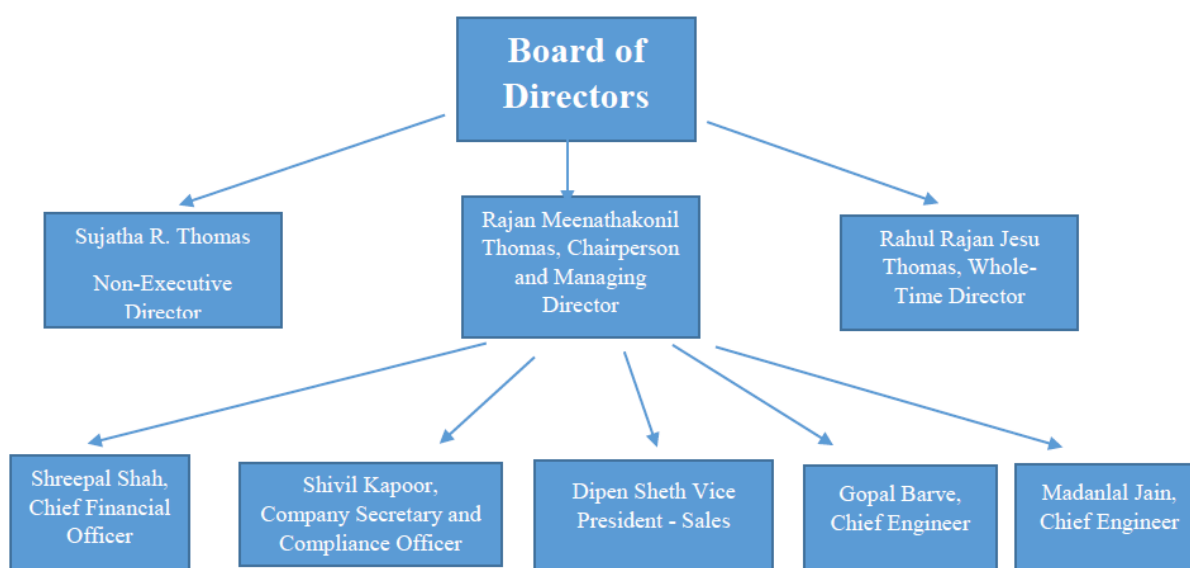 Board of
Directors
Sujatha R. Thomas
Non-Executive
Director
Rajan Meenathakonil
Thomas, Chairperson
and Managing
Director
Rahul Rajan Jesu
Thomas, Whole-
Time Director
Shreepal Shah,
Chief Financial
Officer
Shivil Kapoor,
Company Secretary and
Compliance Officer
Dipen Sheth Vice
President - Sales
Gopal Barve,
Chief Engineer
Madanlal Jain,
Chief Engineer